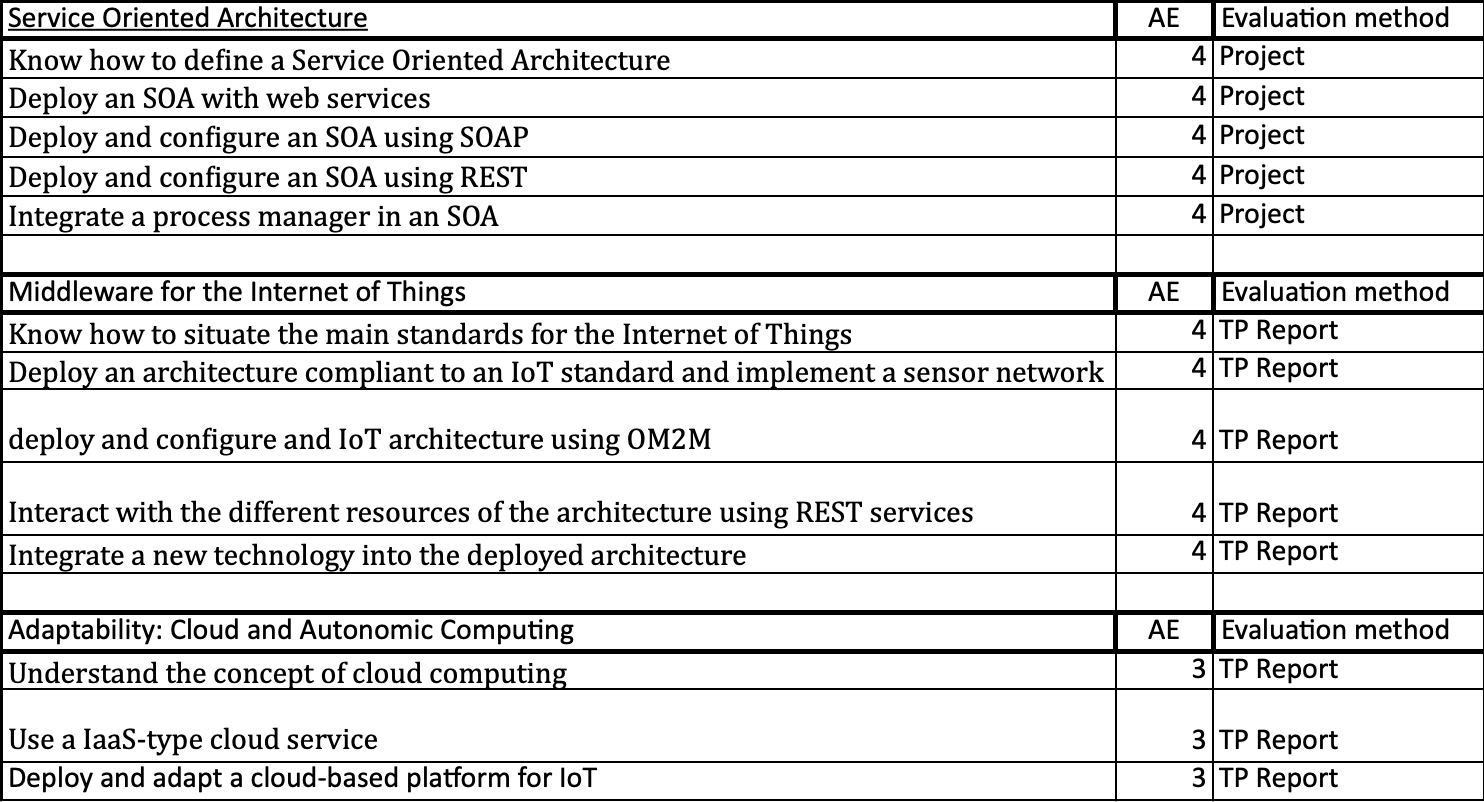 Service Oriented Architecture AE Evaluation method
Know how to define a Service Oriented Architecture 4 Project
Deploy an SOA with web services 4 Project
Deploy and configure an SOA using SOAP 4 Project
Deploy and configure an SOA using REST 4 Project
Integrate a process manager in an SOA 4 Project
Middleware for the Internet of Things AE Evaluation method
Know how to situate the main standards for the Internet of Things 4 TP Report
Deploy an architecture compliant to an IoT standard and implement a sensor network 4 TP Report
deploy and configure and IoT architecture using OM2M 4 TP Report
Interact with the different resources of the architecture using REST services 4 TP Report
Integrate a new technology into the deployed architecture 4 TP Report
Adaptability: Cloud and Autonomic Computing AE Evaluation method
Understand the concept of cloud computing 3 TP Report
Use a IaaS-type cloud service 3 TP Report
Deploy and adapt a cloud-based platform for IoT 3 TP Report